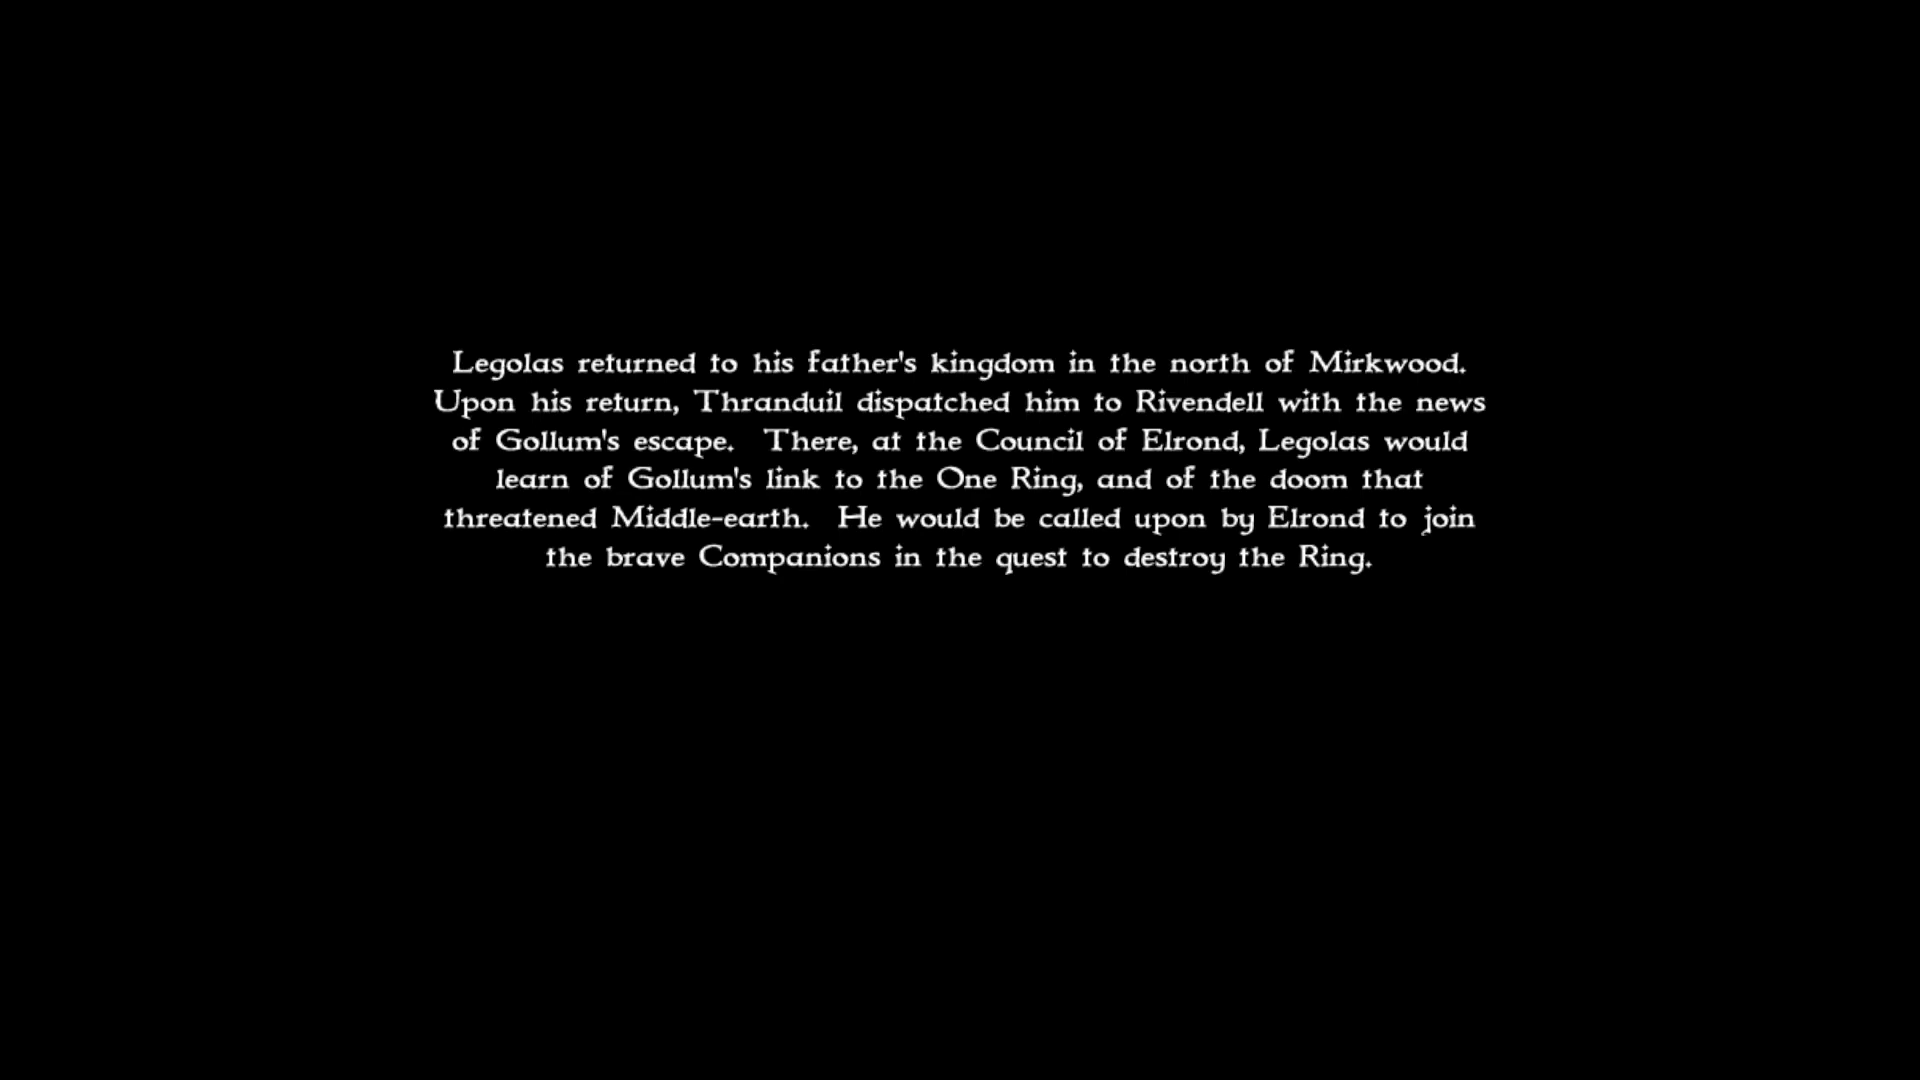 Legolas returned to his father's kingdom in the north of Mirkwood.
Upon his return, Thranduil dispatched him to Rivendell with the news
of Gollum's escape.  There, at the Council of Elrond, Legolas would
learn of Gollum's link to the One Ring, and of the doom that
threatened Middle-earth.  He would be called upon by Elrond to join
the brave Companions in the quest to destroy the Ring.